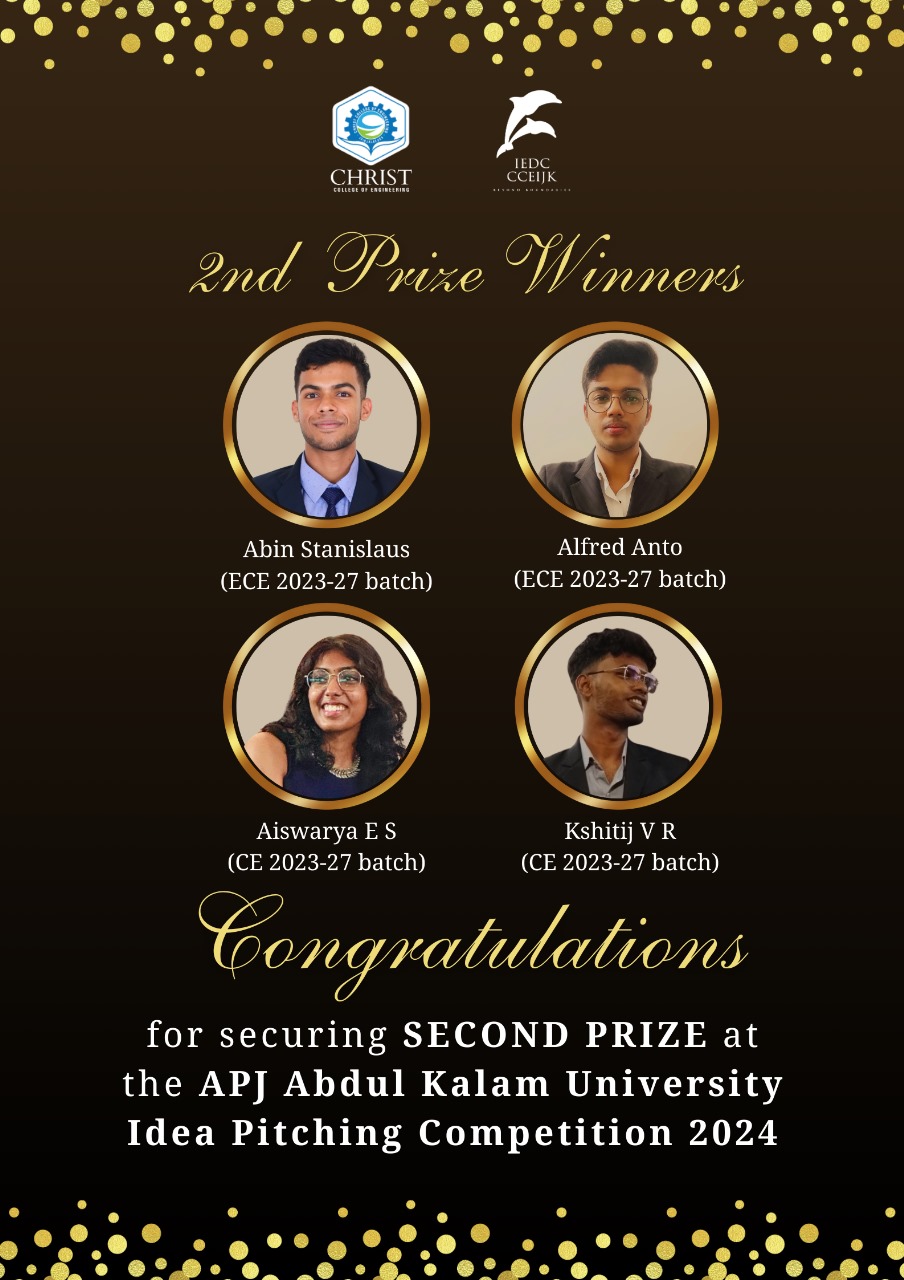 CHRIST
COLLEGE OF ENGINEERING
IEDC
CCEIJK
BEYOND BOUNDARIES
2nd Prize Winners
Abin Stanislaus
(ECE 2023-27 batch)
Alfred Anto
(ECE 2023-27 batch)
Aiswarya E S
(CE 2023-27 batch)
Kshitij V R
(CE 2023-27 batch)
Congratulations
for securing SECOND PRIZE at
the APJ Abdul Kalam University
Idea Pitching Competition 2024